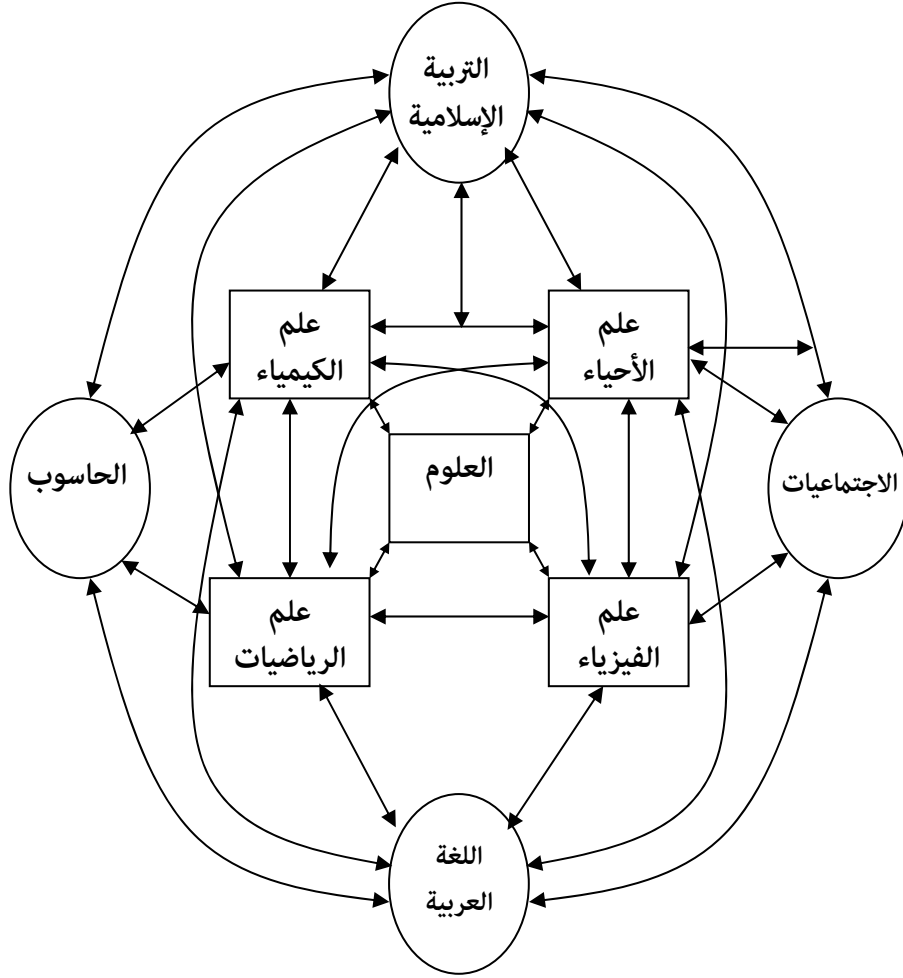 التربية
الإسلامية
علم
الأحياء
علم
الكيمياء
العلوم
الاجتماعيات
الحاسوب
علم
الفيزياء
علم
الرياضيات
اللغة
العربية